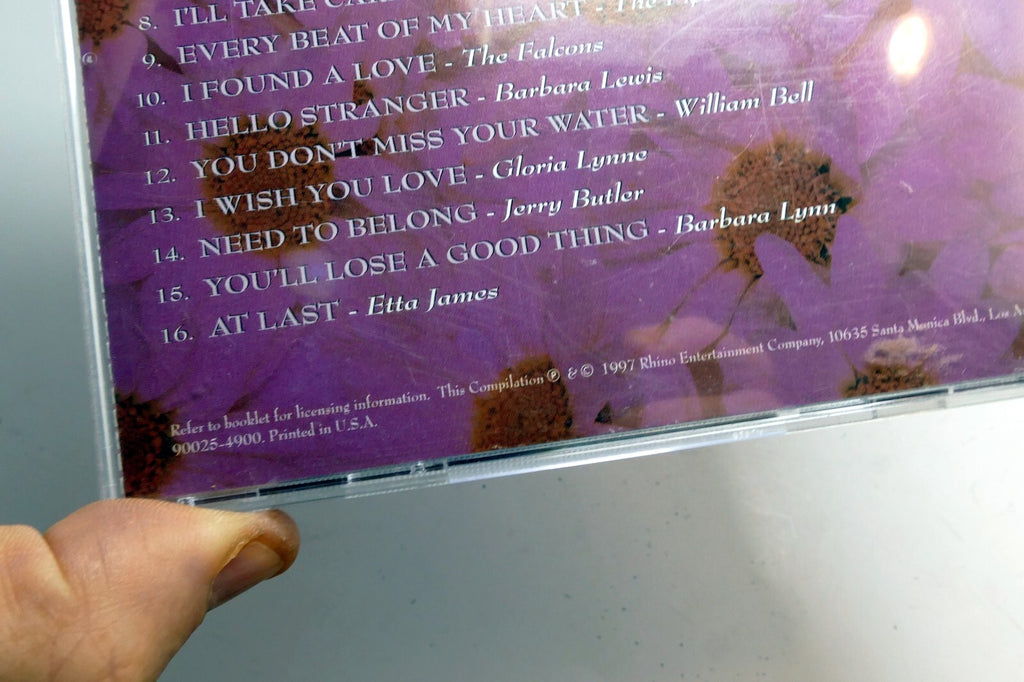 8. I'LL TAKE
9. EVERY BEAT OF MY HEART - The
10. I FOUND A LOVE - The Falcons
11. HELLO STRANGER - Barbara Lewis
12. YOU DON'T MISS YOUR WATER - William Bell
13. I WISH YOU LOVE - Gloria Lynne
14. NEED TO BELONG - Jerry Butler
15. YOU'LL LOSE A GOOD THING - Barbara Lynn
16. AT LAST - Etta James
Refer to booklet for licensing information. This Compilation ℗ & © 1997 Rhino Entertainment Company, 10635 Santa Monica Blvd., Los
90025-4900. Printed in U.S.A.